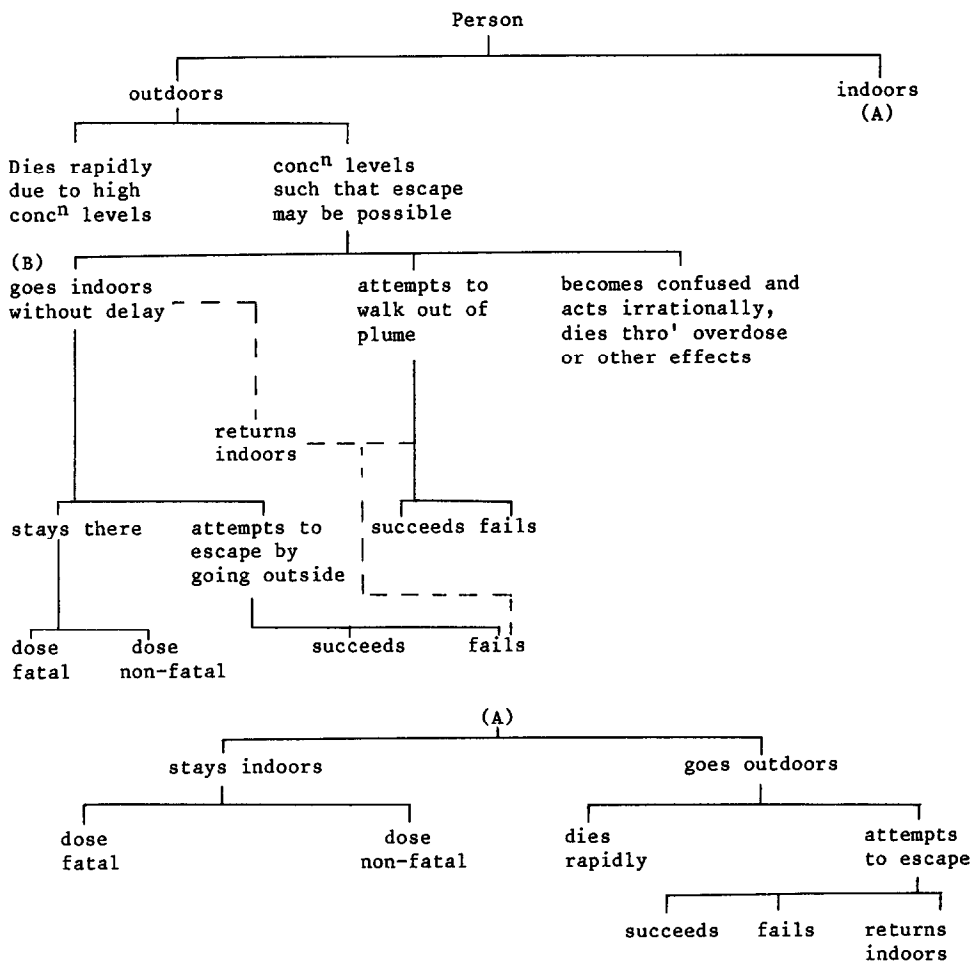 Person
outdoors
indoors
(A)
Dies rapidly
due to high
concⁿ levels
concⁿ levels
such that escape
may be possible
(B)
goes indoors
without delay
attempts to
walk out of
plume
becomes confused and
acts irrationally,
dies thro' overdose
or other effects
returns
indoors
stays there
attempts to
escape by
going outside
succeeds fails
dose
fatal
dose
non-fatal
succeeds
fails
(A)
stays indoors
goes outdoors
dose
fatal
dose
non-fatal
dies
rapidly
attempts
to escape
succeeds
fails
returns
indoors